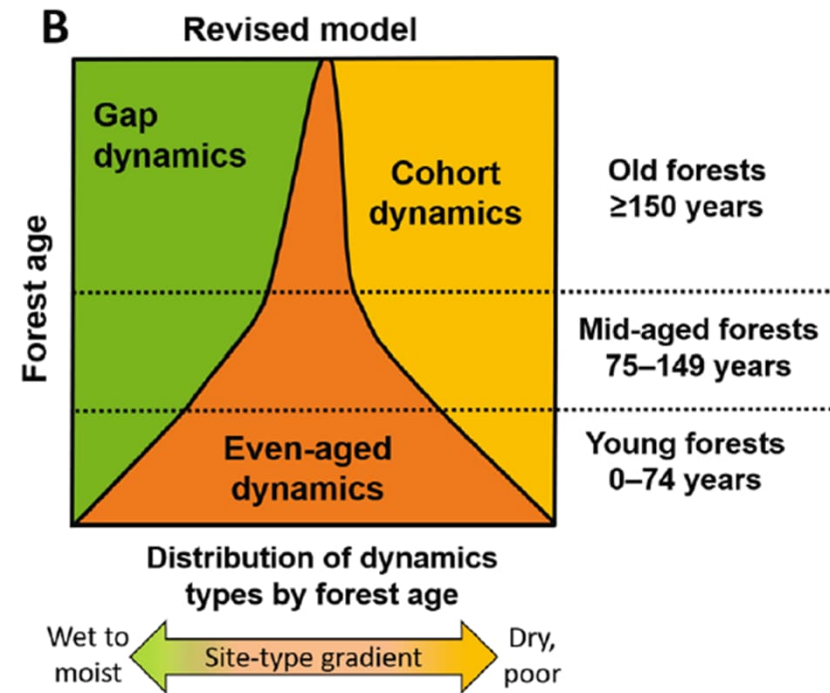 B
Revised model
Gap
dynamics
Cohort
dynamics
Old forests
≥150 years
Forest age
Mid-aged forests
75–149 years
Even-aged
dynamics
Young forests
0–74 years
Distribution of dynamics
types by forest age
Wet to
moist
Site-type gradient
Dry,
poor